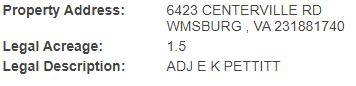 Property Address: 6423 CENTERVILLE RD
WMSBURG , VA 231881740
Legal Acreage: 1.5
Legal Description: ADJ E K PETTITT